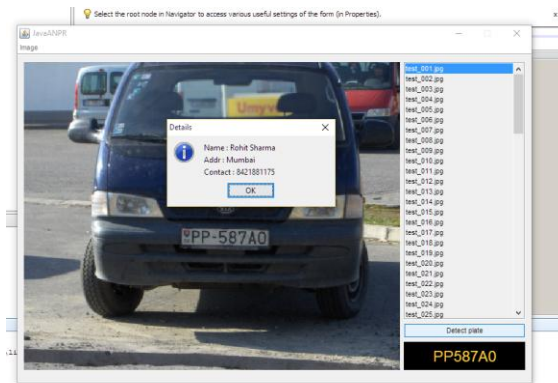 Select the root node in Navigator to access various useful settings of the form (in Properties).
JavaANPR
Image
Umyv
Details
Name : Rohit Sharma
Addr : Mumbai
Contact : 8421881175
OK
PP-587AO
test_001.jpg
test_002.jpg
test_003.jpg
test_004.jpg
test_005.jpg
test_006.jpg
test_007.jpg
test_008.jpg
test_009.jpg
test_010.jpg
test_011.jpg
test_012.jpg
test_013.jpg
test_014.jpg
test_015.jpg
test_016.jpg
test_017.jpg
test_018.jpg
test_019.jpg
test_020.jpg
test_021.jpg
test_022.jpg
test_023.jpg
test_024.jpg
test_025.jpg
Detect plate
PP587A0